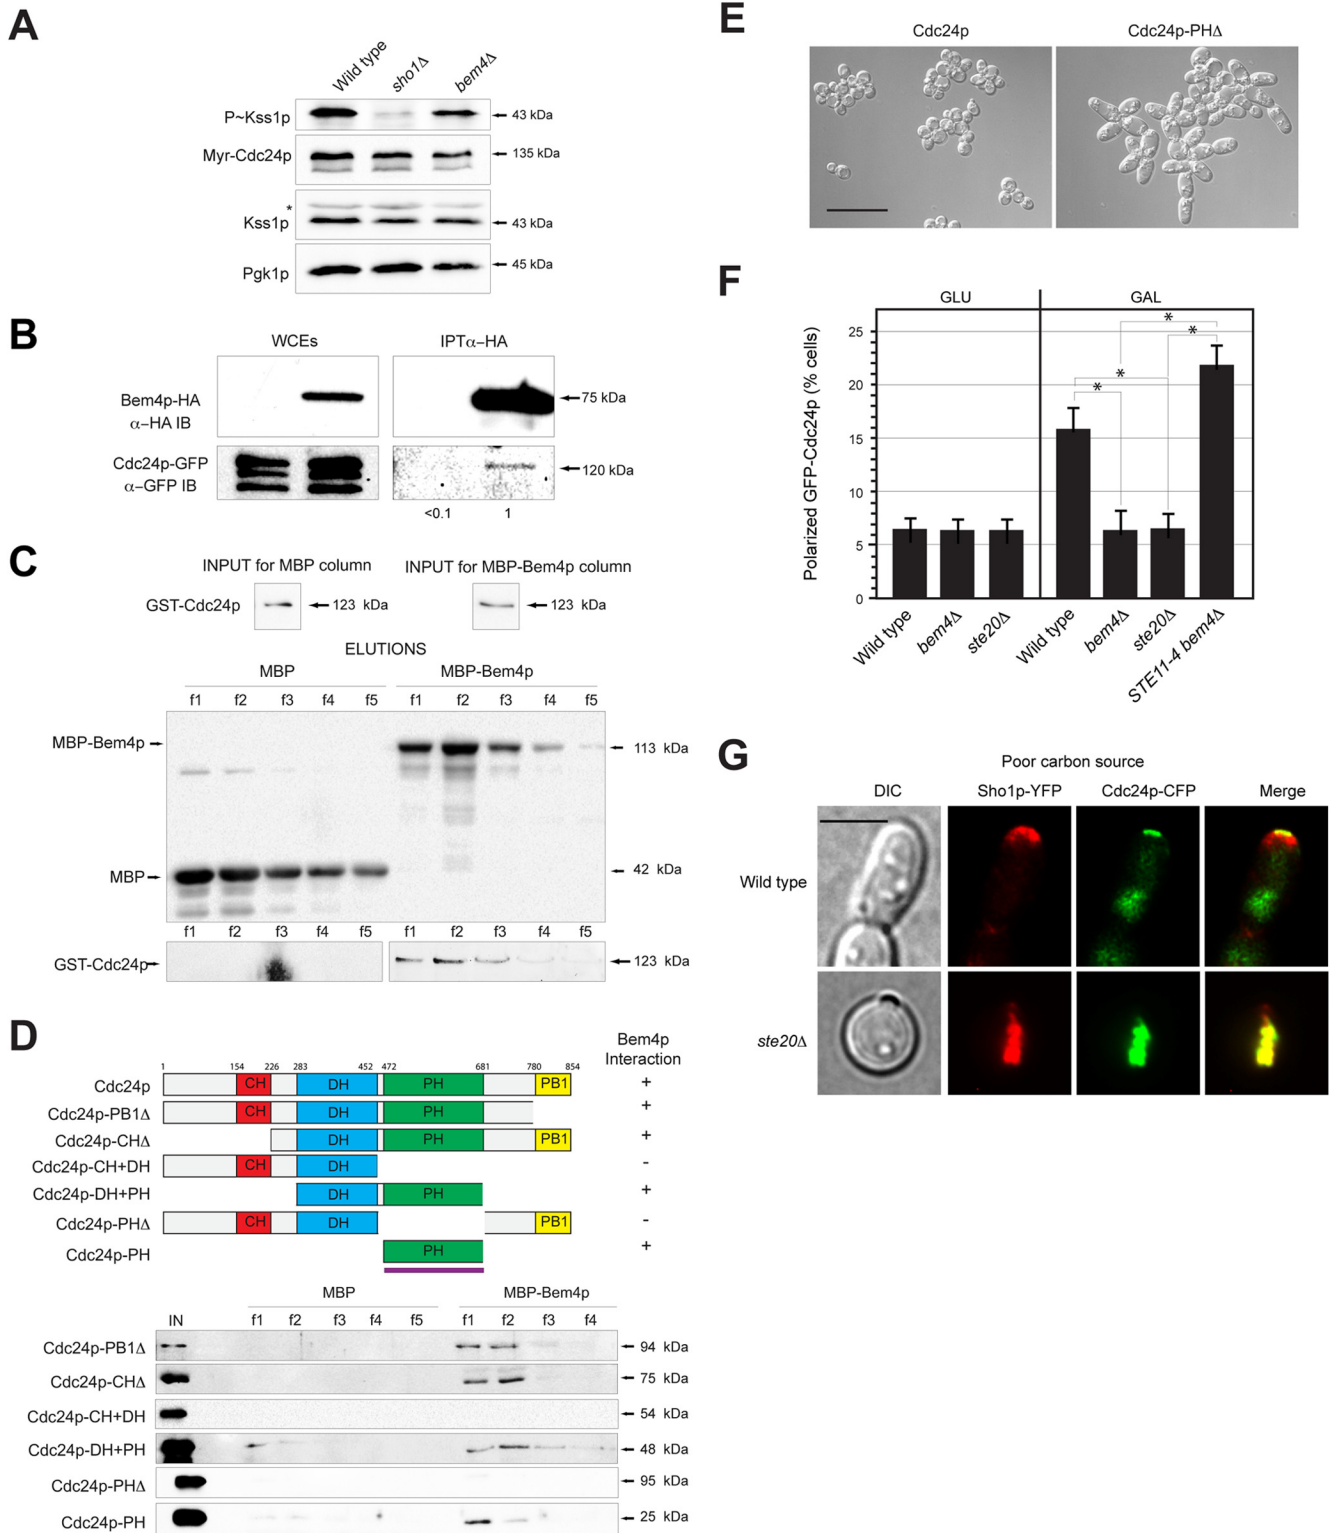 A
Wild type sho1Δ bem4Δ
P~Kss1p 43 kDa
Myr-Cdc24p 135 kDa
*
Kss1p 43 kDa
Pgk1p 45 kDa
B
WCEs IPTα–HA
Bem4p-HA
α–HA IB
75 kDa
Cdc24p-GFP
α–GFP IB
120 kDa
<0.1 1
C
INPUT for MBP column INPUT for MBP-Bem4p column
GST-Cdc24p 123 kDa 123 kDa
ELUTIONS
MBP MBP-Bem4p
f1 f2 f3 f4 f5 f1 f2 f3 f4 f5
MBP-Bem4p 113 kDa
MBP 42 kDa
f1 f2 f3 f4 f5 f1 f2 f3 f4 f5
GST-Cdc24p 123 kDa
D
Bem4p
Interaction
1 154 226 283 452 472 681 780 854
Cdc24p CH DH PH PB1 +
Cdc24p-PB1Δ CH DH PH +
Cdc24p-CHΔ DH PH PB1 +
Cdc24p-CH+DH CH DH -
Cdc24p-DH+PH DH PH +
Cdc24p-PHΔ CH DH PB1 -
Cdc24p-PH PH +
MBP MBP-Bem4p
IN f1 f2 f3 f4 f5 f1 f2 f3 f4
Cdc24p-PB1Δ 94 kDa
Cdc24p-CHΔ 75 kDa
Cdc24p-CH+DH 54 kDa
Cdc24p-DH+PH 48 kDa
Cdc24p-PHΔ 95 kDa
Cdc24p-PH 25 kDa
E
Cdc24p Cdc24p-PHΔ
F
GLU GAL
Polarized GFP-Cdc24p (% cells)
25
20
15
10
5
0
*
*
*
*
Wild type bem4Δ ste20Δ Wild type bem4Δ ste20Δ STE11-4 bem4Δ
G
Poor carbon source
DIC Sho1p-YFP Cdc24p-CFP Merge
Wild type
ste20Δ